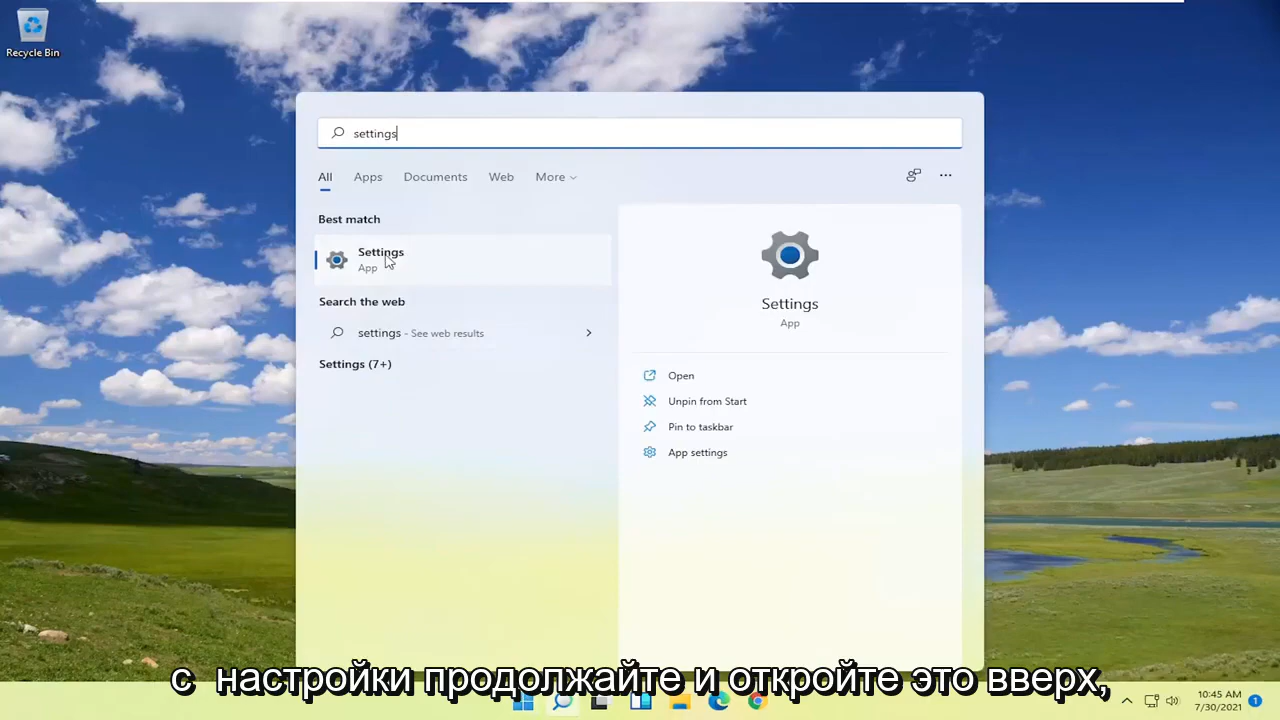 Recycle Bin
settings
All Apps Documents Web More
Best match
Settings
App
Search the web
settings - See web results
Settings (7+)
Settings
App
Open
Unpin from Start
Pin to taskbar
App settings
с настройки продолжайте и откройте это вверх,
10:45 AM
7/30/2021
1